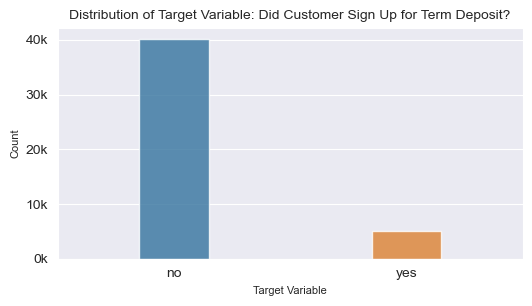 Distribution of Target Variable: Did Customer Sign Up for Term Deposit?
40k
30k
20k
10k
0k
Count
no
yes
Target Variable